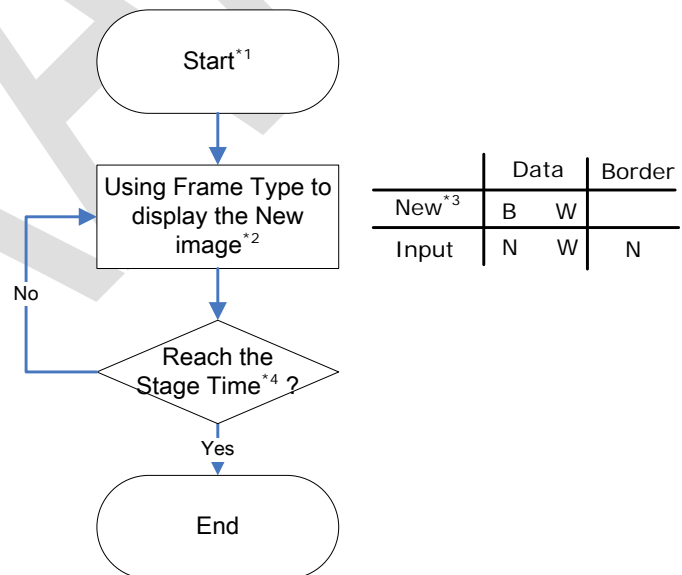 Start*1
Using Frame Type to
display the New
image*2
No
Reach the
Stage Time*4 ?
Yes
End
Data Border
New*3 B W
Input N W N